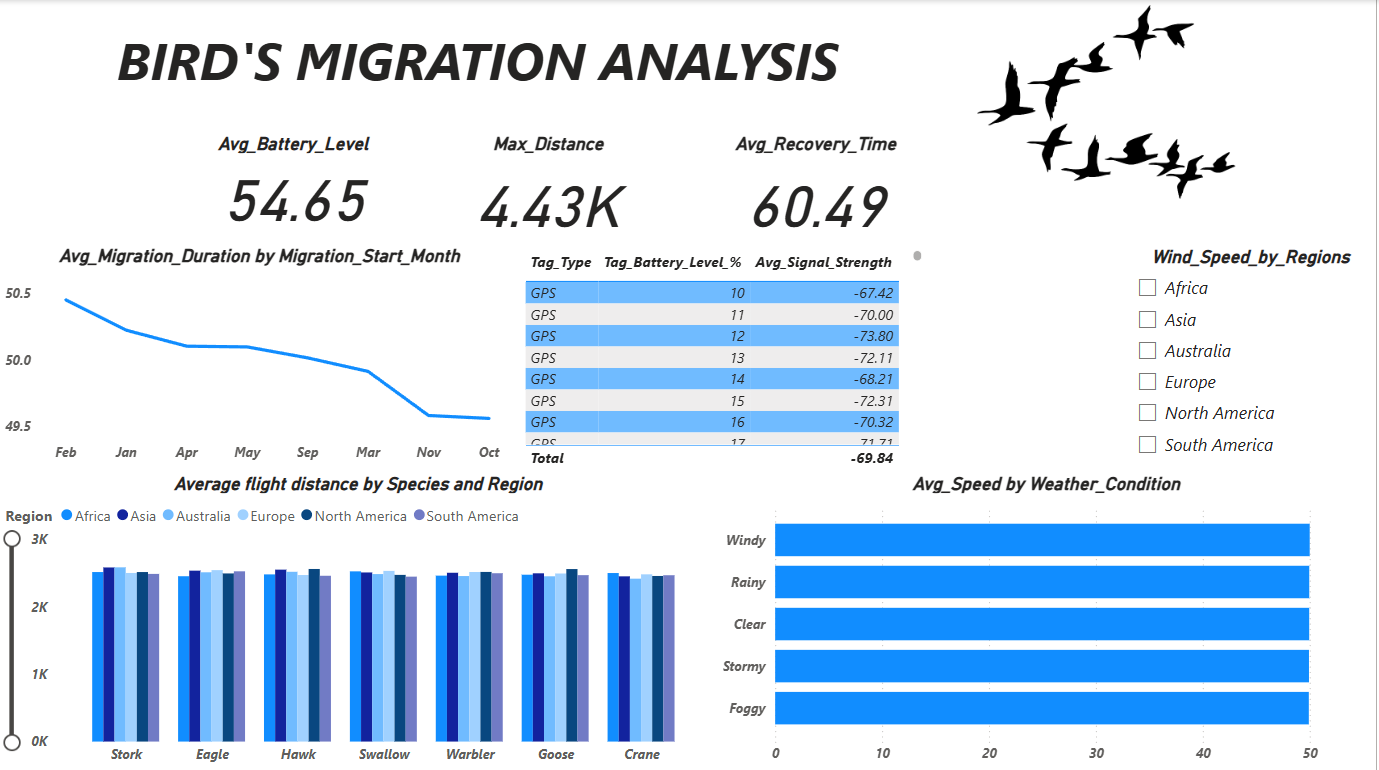 BIRD'S MIGRATION ANALYSIS
Avg_Battery_Level
54.65
Max_Distance
4.43K
Avg_Recovery_Time
60.49
Avg_Migration_Duration by Migration_Start_Month
50.5
50.0
49.5
Feb Jan Apr May Sep Mar Nov Oct
Tag_Type Tag_Battery_Level_% Avg_Signal_Strength
GPS 10 -67.42
GPS 11 -70.00
GPS 12 -73.80
GPS 13 -72.11
GPS 14 -68.21
GPS 15 -72.31
GPS 16 -70.32
GPS 17 -71.71
Total -69.84
Wind_Speed_by_Regions
Africa
Asia
Australia
Europe
North America
South America
Average flight distance by Species and Region
Region Africa Asia Australia Europe North America South America
3K
2K
1K
0K
Stork Eagle Hawk Swallow Warbler Goose Crane
Avg_Speed by Weather_Condition
Windy
Rainy
Clear
Stormy
Foggy
0 10 20 30 40 50